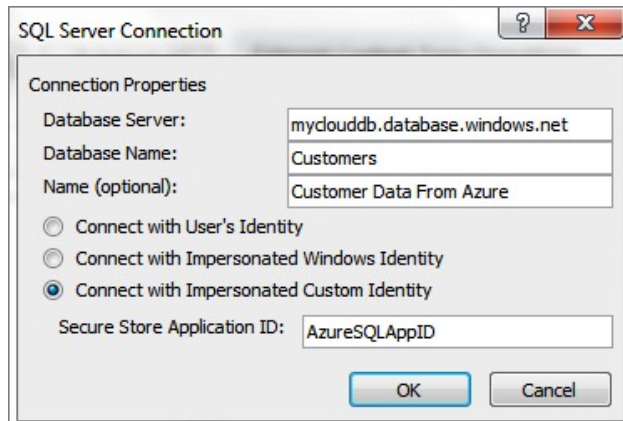 SQL Server Connection
Connection Properties
Database Server: myclouddb.database.windows.net
Database Name: Customers
Name (optional): Customer Data From Azure
Connect with User's Identity
Connect with Impersonated Windows Identity
Connect with Impersonated Custom Identity
Secure Store Application ID: AzureSQLAppID
OK Cancel